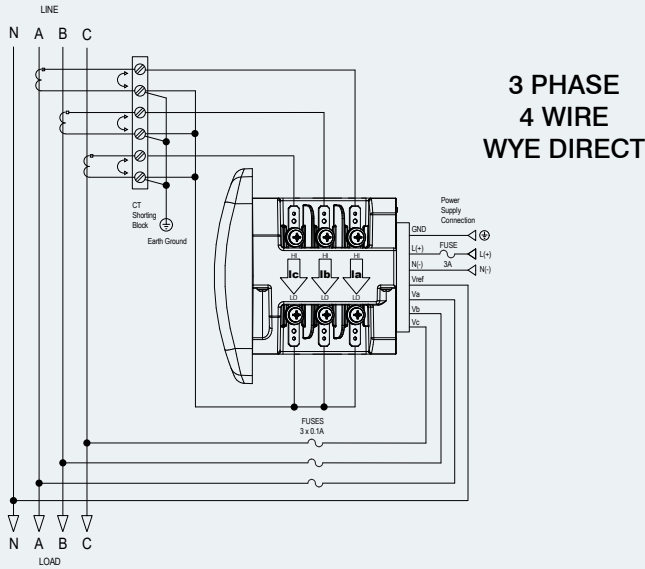 LINE
N A B C
3 PHASE
4 WIRE
WYE DIRECT
CT
Shorting
Block
Earth Ground
Power
Supply
Connection
GND
L(+)
FUSE
L(+)
N(-)
3A
N(-)
Vref
Va
Vb
Vc
HI HI HI
Ic Ib Ia
LO LO LO
FUSES
3 x 0.1A
N A B C
LOAD